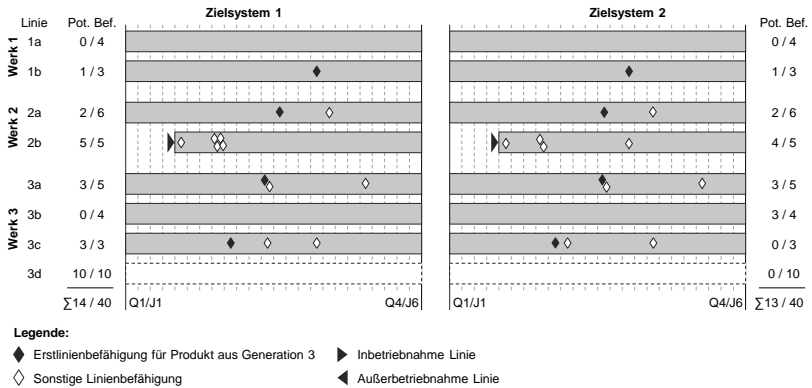 Zielsystem 1 Zielsystem 2
Linie Pot. Bef. Pot. Bef.
Werk 1
1a 0 / 4 0 / 4
1b 1 / 3 1 / 3
Werk 2
2a 2 / 6 2 / 6
2b 5 / 5 4 / 5
Werk 3
3a 3 / 5 3 / 5
3b 0 / 4 3 / 4
3c 3 / 3 0 / 3
3d 10 / 10 0 / 10
∑14 / 40 Q1/J1 Q4/J6 Q1/J1 Q4/J6 ∑13 / 40
Legende:
Erstlinienbefähigung für Produkt aus Generation 3 Inbetriebnahme Linie
Sonstige Linienbefähigung Außerbetriebnahme Linie